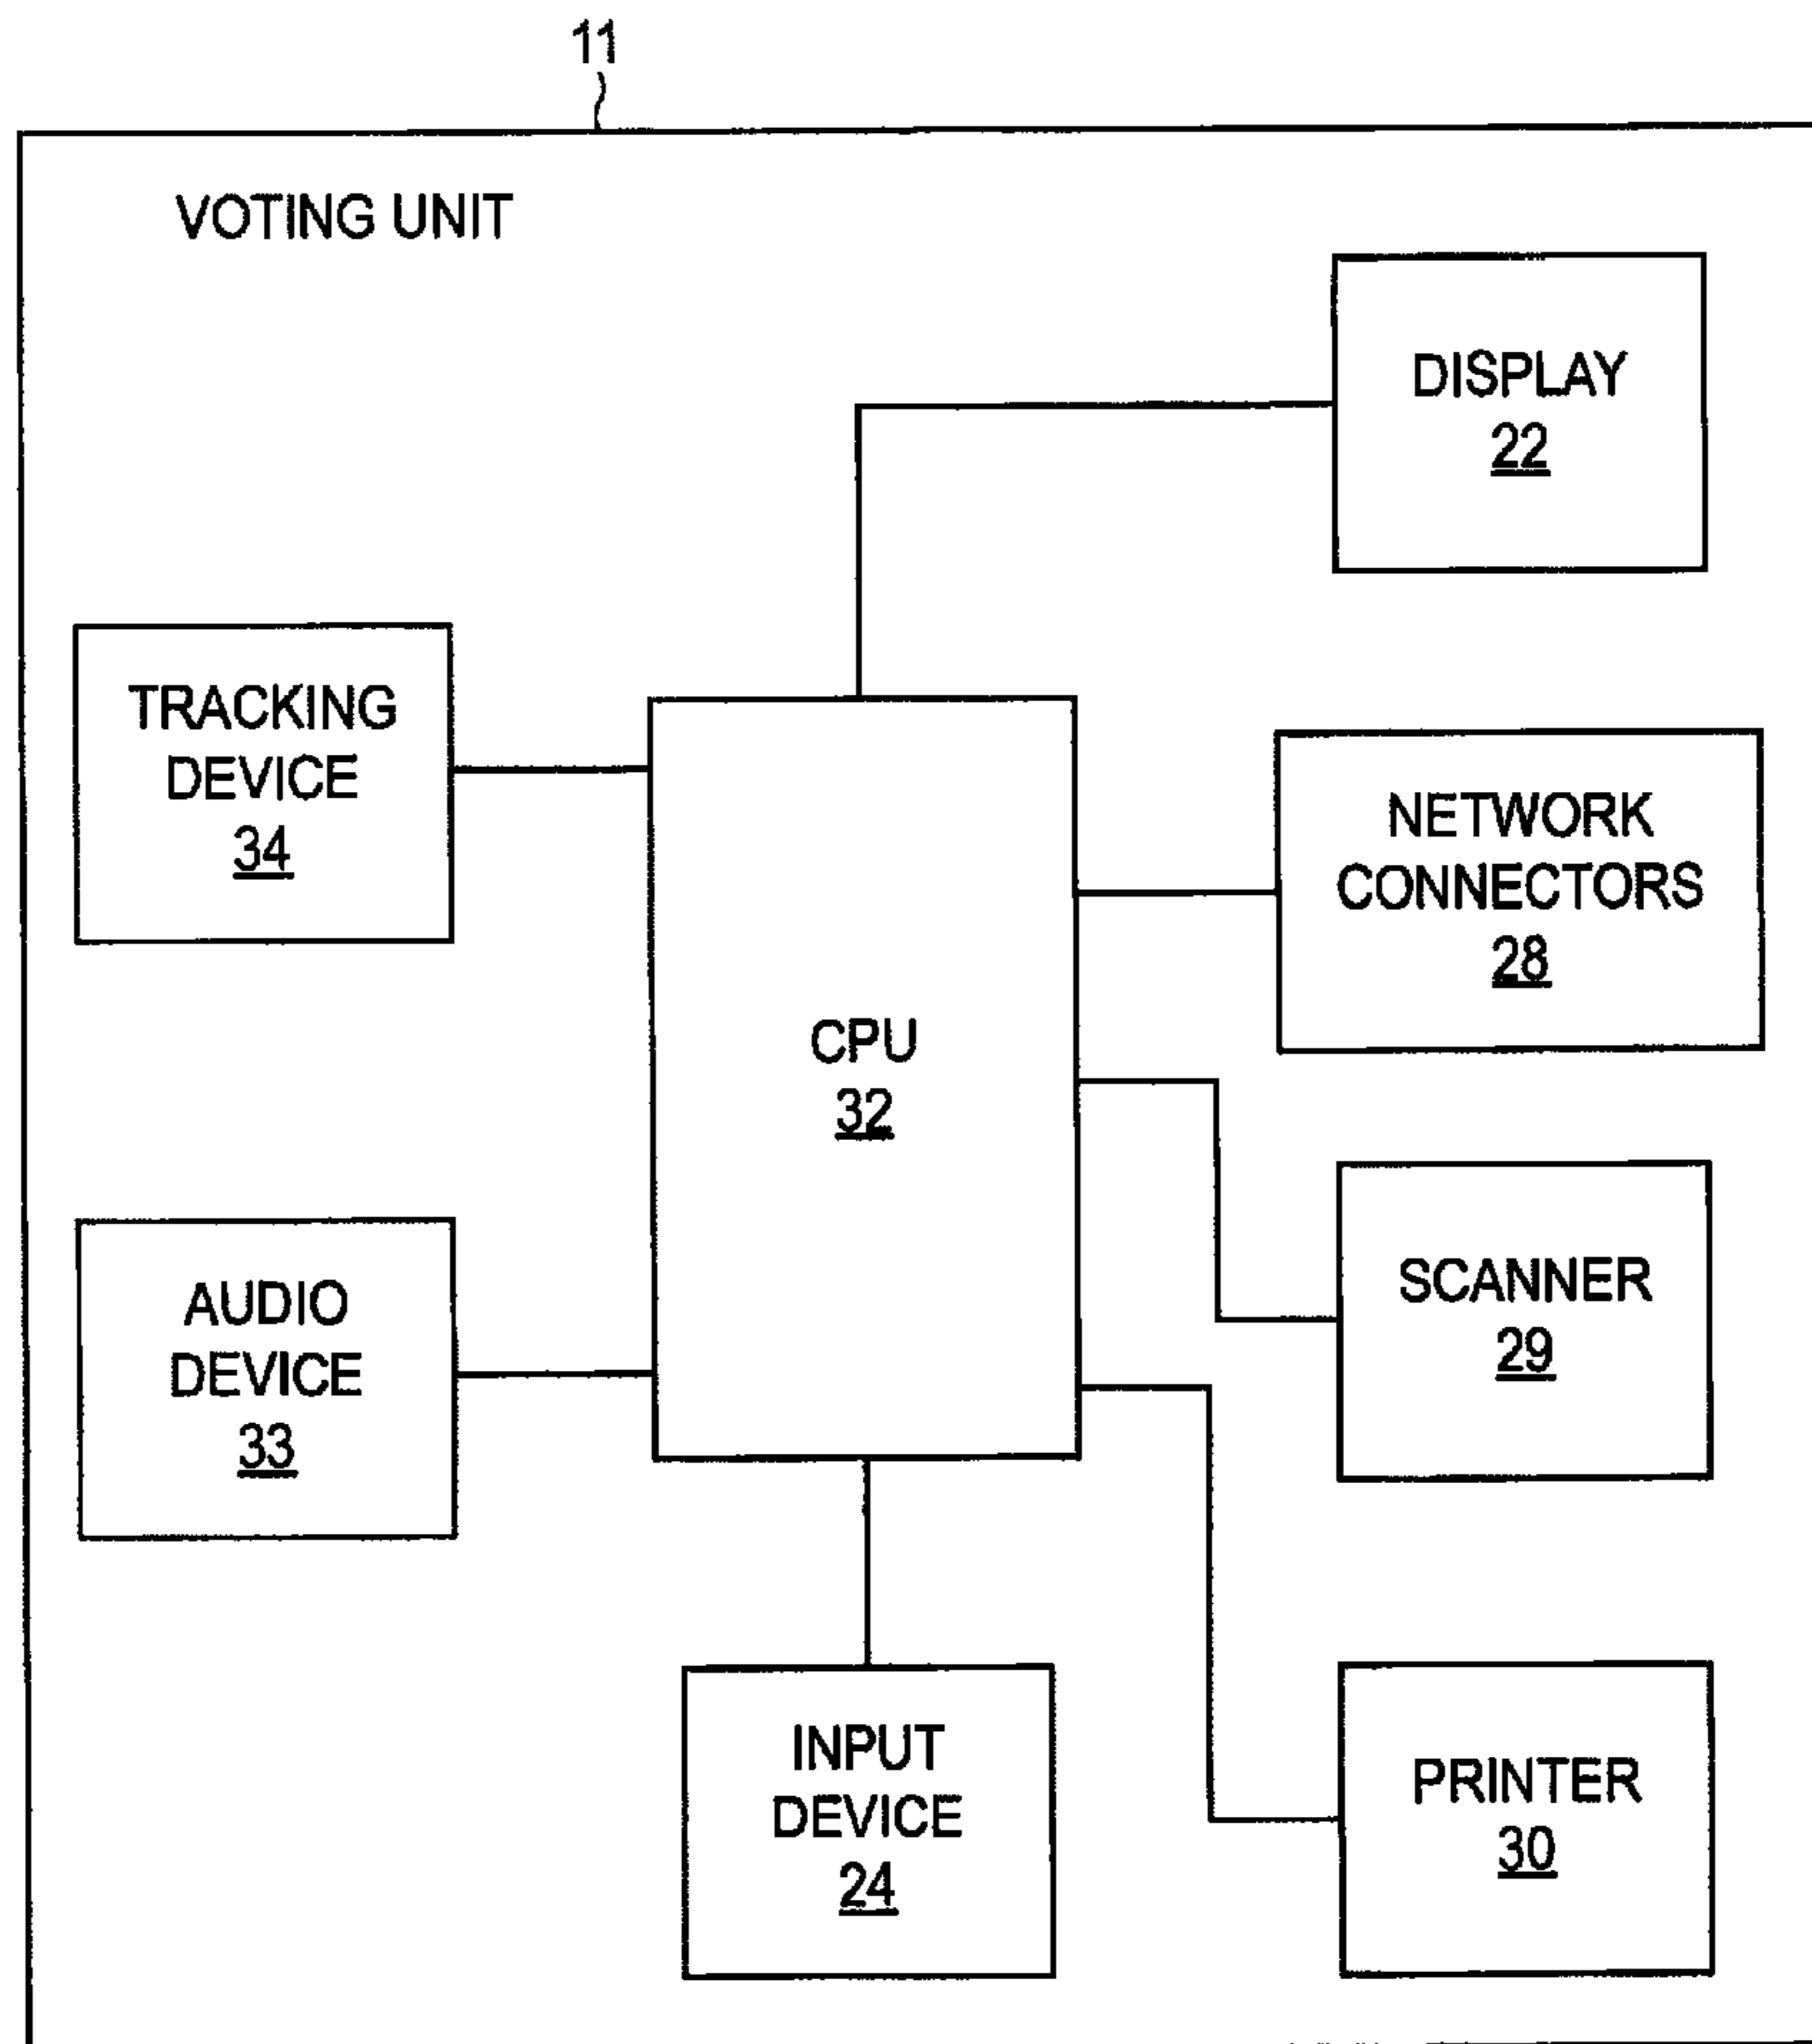 11
VOTING UNIT
DISPLAY
22
TRACKING
DEVICE
34
NETWORK
CONNECTORS
28
CPU
32
AUDIO
DEVICE
33
SCANNER
29
INPUT
DEVICE
24
PRINTER
30